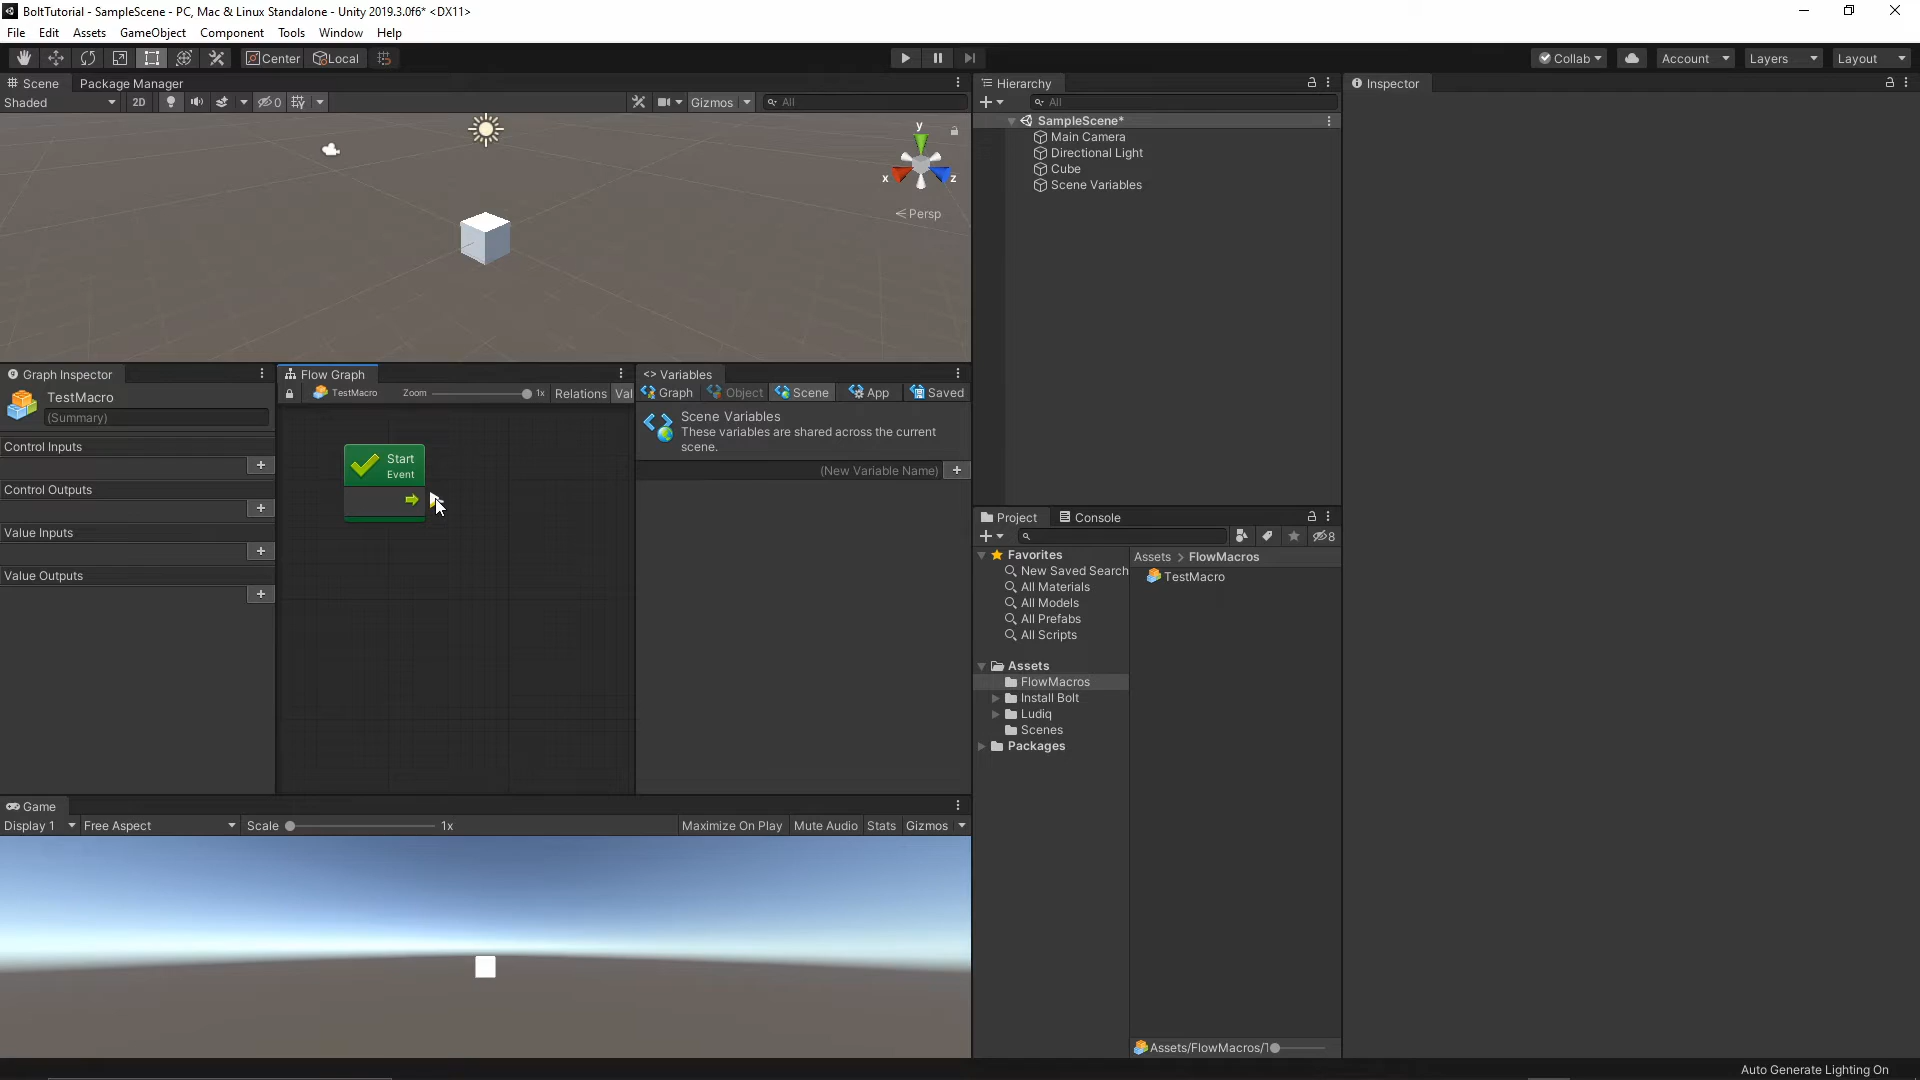 BoltTutorial - SampleScene - PC, Mac & Linux Standalone - Unity 2019.3.0f6* <DX11>
File Edit Assets GameObject Component Tools Window Help
Center Local
Collab Account Layers Layout
Scene Package Manager
Shaded 2D 0 Gizmos All
y
x z
Persp
Hierarchy
All
SampleScene*
Main Camera
Directional Light
Cube
Scene Variables
Inspector
Graph Inspector
TestMacro
(Summary)
Control Inputs
+
Control Outputs
+
Value Inputs
+
Value Outputs
+
Flow Graph
TestMacro Zoom 1x Relations Val
Start
Event
<> Variables
Graph Object Scene App Saved
Scene Variables
These variables are shared across the current
scene.
(New Variable Name) +
Project Console
8
Favorites
New Saved Search
All Materials
All Models
All Prefabs
All Scripts
Assets
FlowMacros
Install Bolt
Ludiq
Scenes
Packages
Assets > FlowMacros
TestMacro
Assets/FlowMacros/T
Game
Display 1 Free Aspect Scale 1x Maximize On Play Mute Audio Stats Gizmos
Auto Generate Lighting On